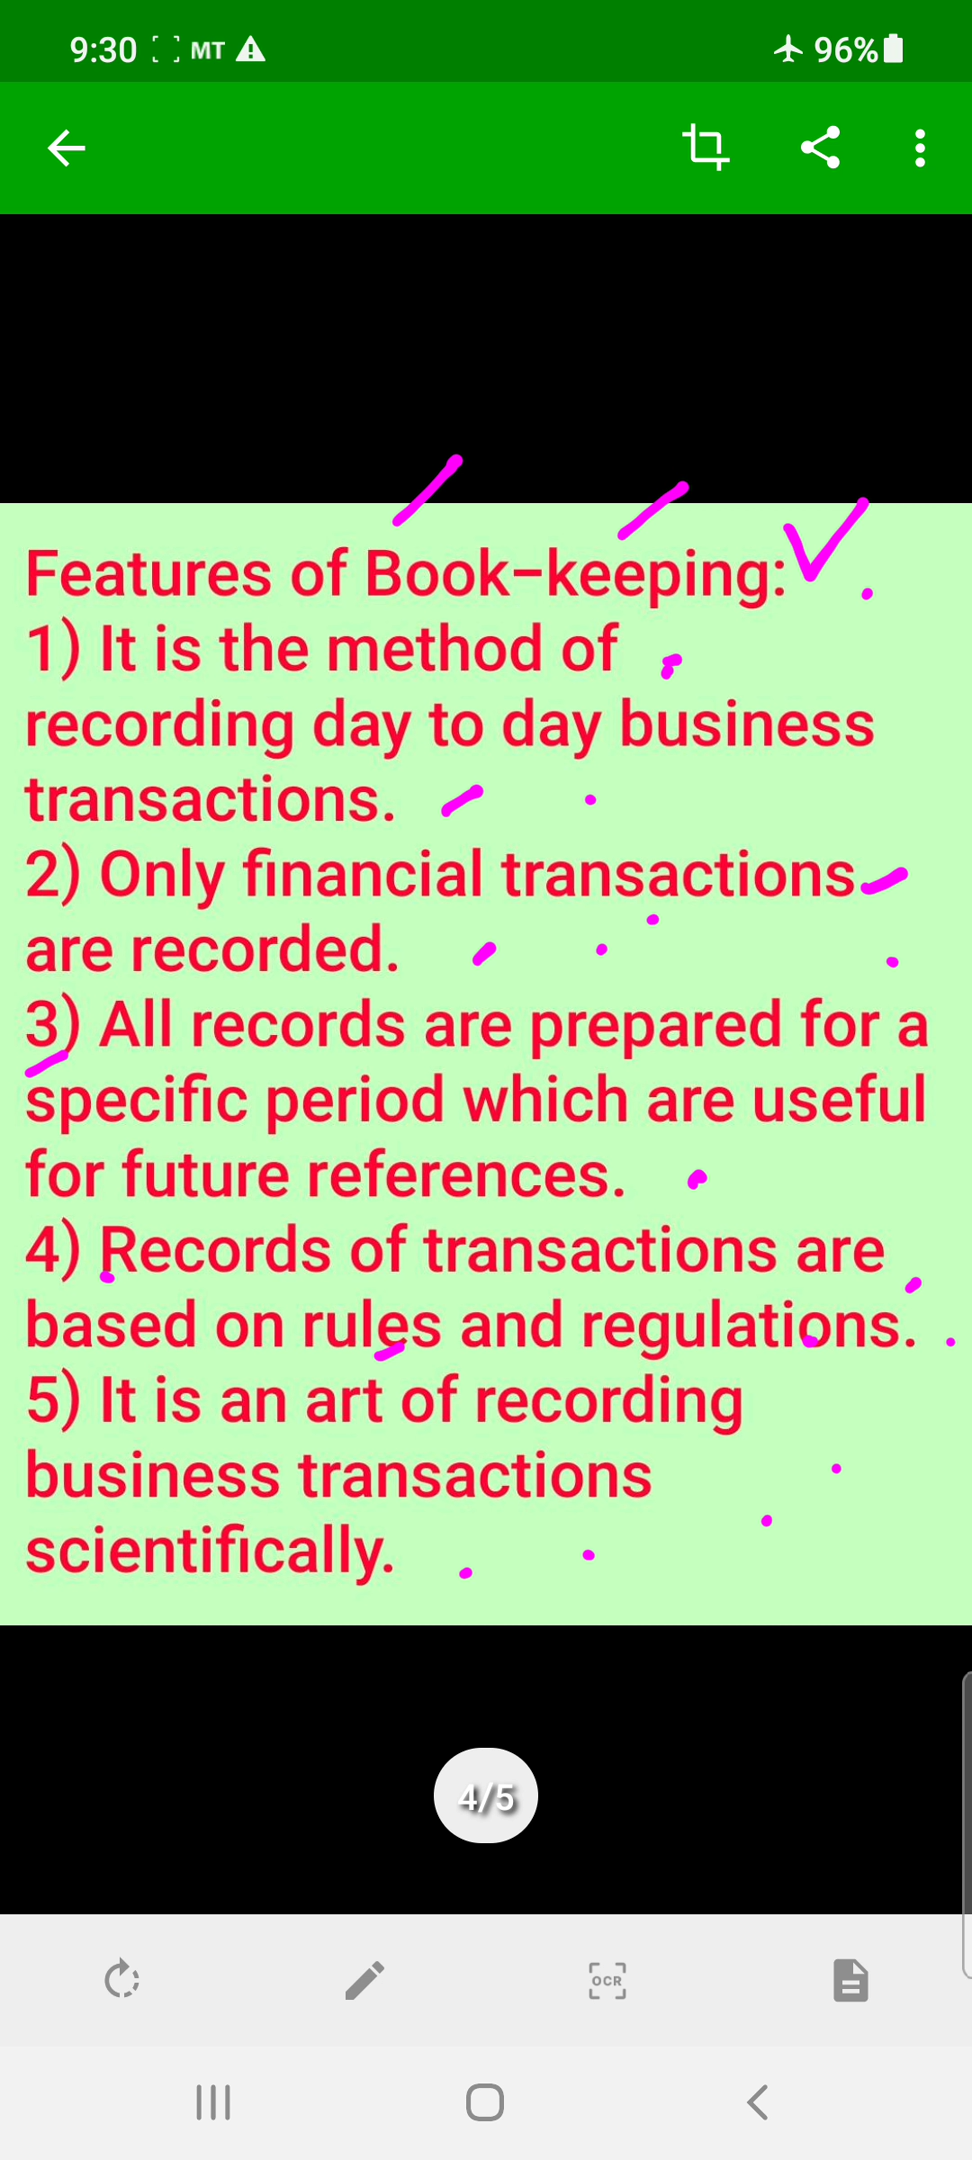 9:30 MT 96%
Features of Book-keeping:
1) It is the method of
recording day to day business
transactions.
2) Only financial transactions
are recorded.
3) All records are prepared for a
specific period which are useful
for future references.
4) Records of transactions are
based on rules and regulations.
5) It is an art of recording
business transactions
scientifically.
4/5
OCR